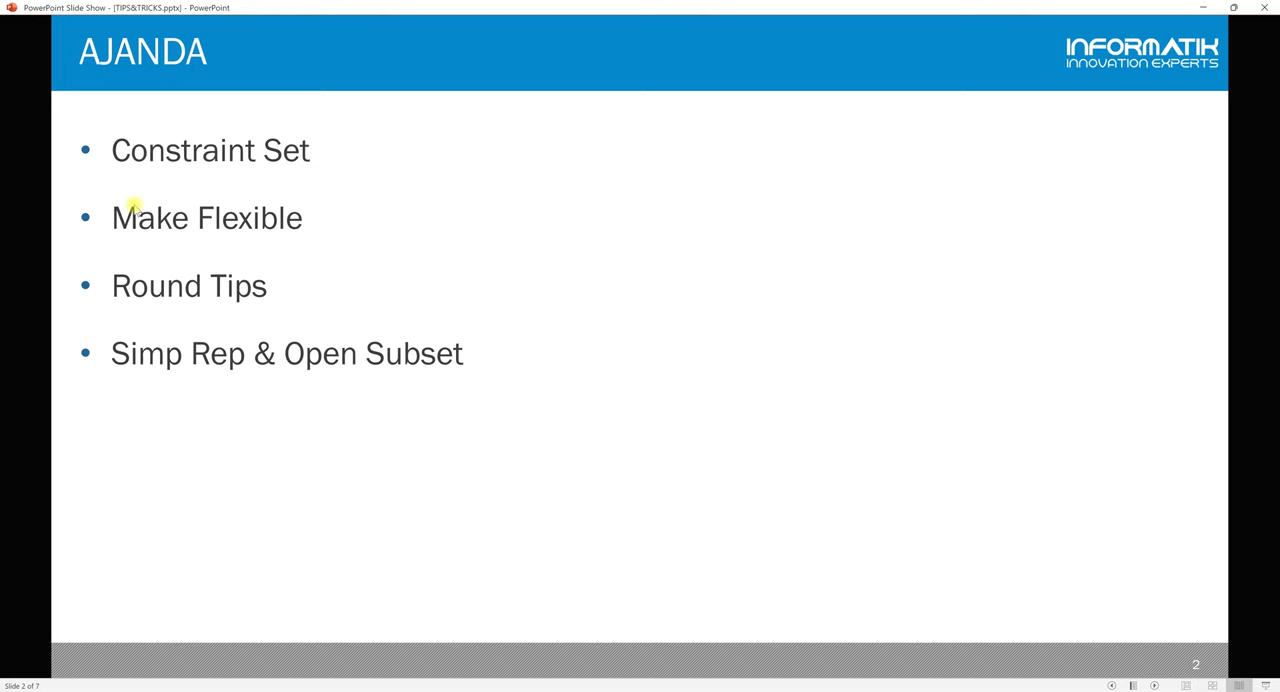 PowerPoint Slide Show - [TIPS&TRICKS.pptx] - PowerPoint
AJANDA
INFORMATIK
INNOVATION EXPERTS
• Constraint Set
• Make Flexible
• Round Tips
• Simp Rep & Open Subset
2
Slide 2 of 7